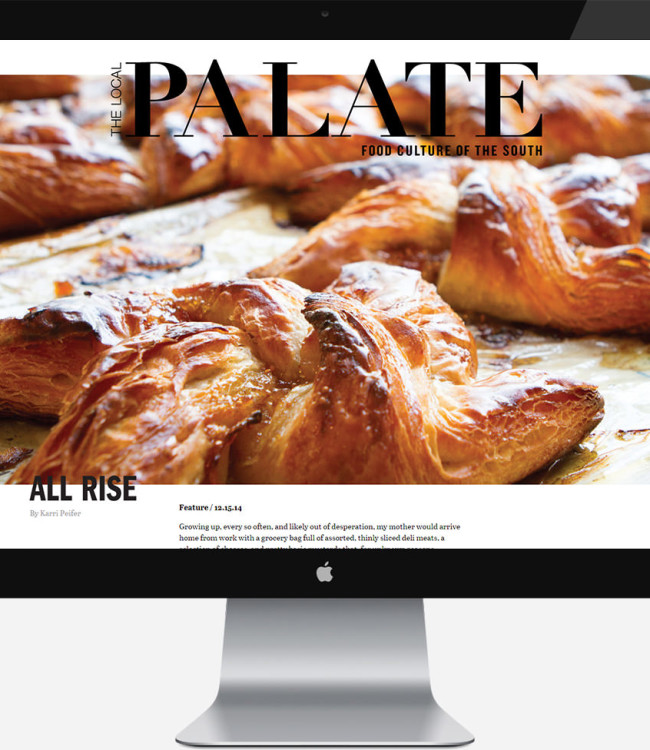 THE LOCAL
PALATE
FOOD CULTURE OF THE SOUTH
ALL RISE
By Karri Peifer
Feature / 12.15.14
Growing up, every so often, and likely out of desperation, my mother would arrive
home from work with a grocery bag full of assorted, thinly sliced deli meats, a